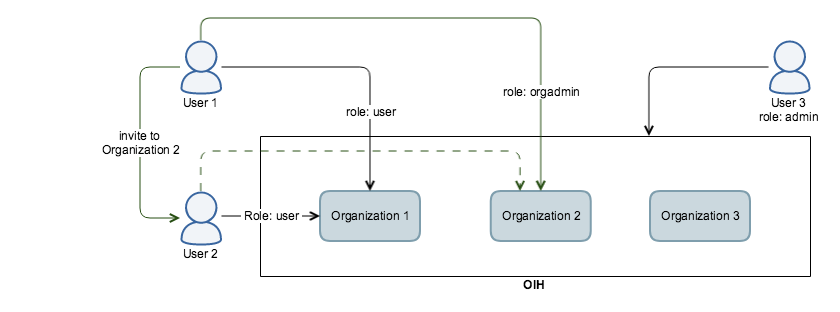 User 1
User 3
role: admin
role: orgadmin
role: user
invite to
Organization 2
Role: user
Organization 1
Organization 2
Organization 3
User 2
OIH